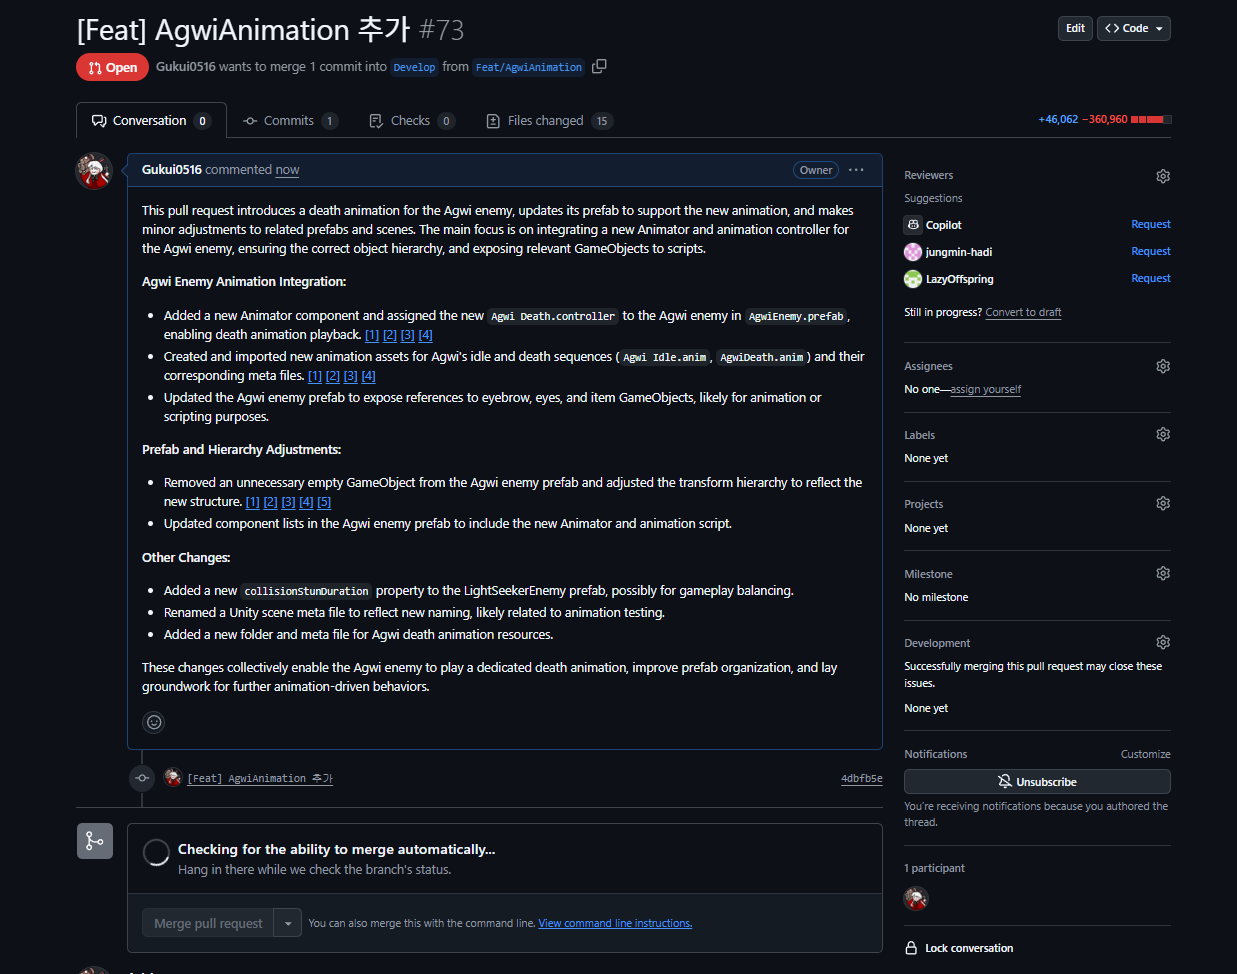 [Feat] AgwiAnimation 추가 #73
Edit
Code
Open
Gukui0516 wants to merge 1 commit into Develop from Feat/AgwiAnimation
Conversation 0
Commits 1
Checks 0
Files changed 15
+46,062 −360,960
Gukui0516 commented now
Owner
This pull request introduces a death animation for the Agwi enemy, updates its prefab to support the new animation, and makes
minor adjustments to related prefabs and scenes. The main focus is on integrating a new Animator and animation controller for
the Agwi enemy, ensuring the correct object hierarchy, and exposing relevant GameObjects to scripts.
Agwi Enemy Animation Integration:
• Added a new Animator component and assigned the new Agwi Death.controller to the Agwi enemy in AgwiEnemy.prefab,
enabling death animation playback. [1] [2] [3] [4]
• Created and imported new animation assets for Agwi's idle and death sequences (Agwi Idle.anim, AgwiDeath.anim) and their
corresponding meta files. [1] [2] [3] [4]
• Updated the Agwi enemy prefab to expose references to eyebrow, eyes, and item GameObjects, likely for animation or
scripting purposes.
Prefab and Hierarchy Adjustments:
• Removed an unnecessary empty GameObject from the Agwi enemy prefab and adjusted the transform hierarchy to reflect the
new structure. [1] [2] [3] [4] [5]
• Updated component lists in the Agwi enemy prefab to include the new Animator and animation script.
Other Changes:
• Added a new collisionStunDuration property to the LightSeekerEnemy prefab, possibly for gameplay balancing.
• Renamed a Unity scene meta file to reflect new naming, likely related to animation testing.
• Added a new folder and meta file for Agwi death animation resources.
These changes collectively enable the Agwi enemy to play a dedicated death animation, improve prefab organization, and lay
groundwork for further animation-driven behaviors.
[Feat] AgwiAnimation 추가
4dbfb5e
Checking for the ability to merge automatically...
Hang in there while we check the branch's status.
Merge pull request
You can also merge this with the command line. View command line instructions.
Reviewers
Suggestions
Copilot Request
jungmin-hadi Request
LazyOffspring Request
Still in progress? Convert to draft
Assignees
No one—assign yourself
Labels
None yet
Projects
None yet
Milestone
No milestone
Development
Successfully merging this pull request may close these
issues.
None yet
Notifications
Customize
Unsubscribe
You're receiving notifications because you authored the
thread.
1 participant
Lock conversation